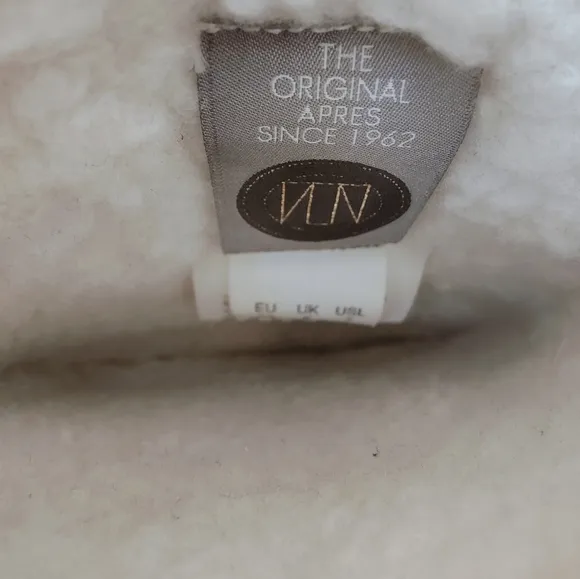 THE
ORIGINAL
APRES
SINCE 1962
EU UK USL